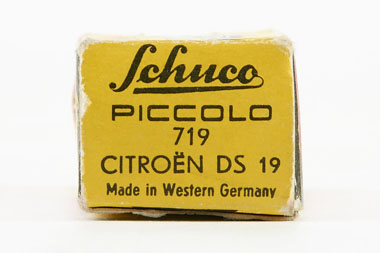 Schuco
PICCOLO
719
CITROËN DS 19
Made in Western Germany